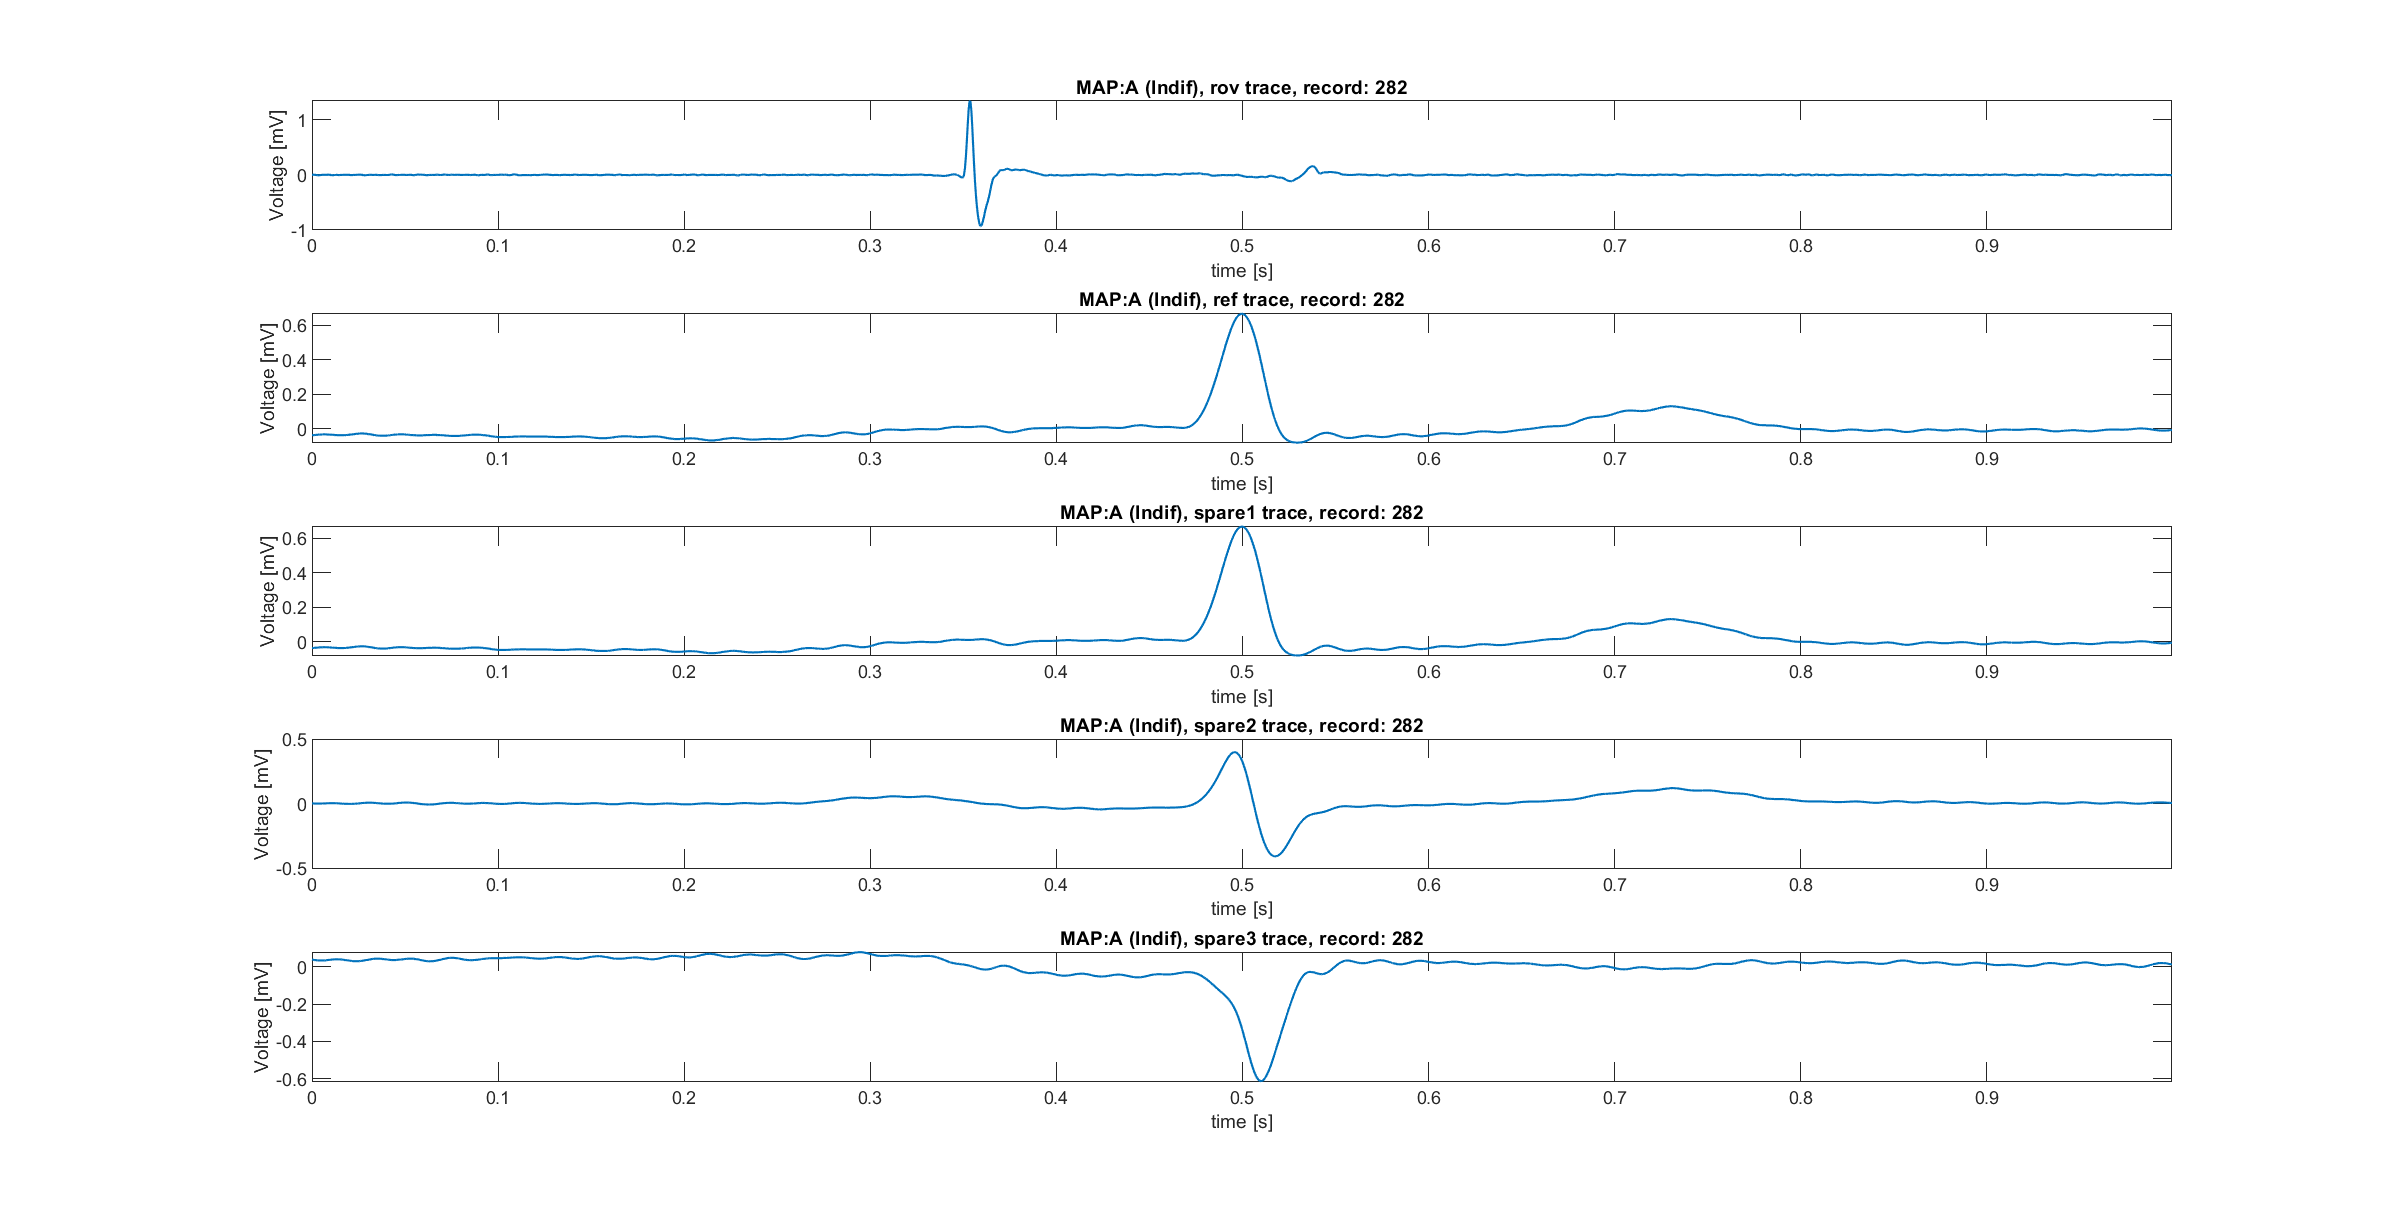 MAP:A (Indif), rov trace, record: 282
Voltage [mV]
1
0
-1
0 0.1 0.2 0.3 0.4 0.5 0.6 0.7 0.8 0.9
time [s]
MAP:A (Indif), ref trace, record: 282
Voltage [mV]
0.6
0.4
0.2
0
0 0.1 0.2 0.3 0.4 0.5 0.6 0.7 0.8 0.9
time [s]
MAP:A (Indif), spare1 trace, record: 282
Voltage [mV]
0.6
0.4
0.2
0
0 0.1 0.2 0.3 0.4 0.5 0.6 0.7 0.8 0.9
time [s]
MAP:A (Indif), spare2 trace, record: 282
Voltage [mV]
0.5
0
-0.5
0 0.1 0.2 0.3 0.4 0.5 0.6 0.7 0.8 0.9
time [s]
MAP:A (Indif), spare3 trace, record: 282
Voltage [mV]
0
-0.2
-0.4
-0.6
0 0.1 0.2 0.3 0.4 0.5 0.6 0.7 0.8 0.9
time [s]